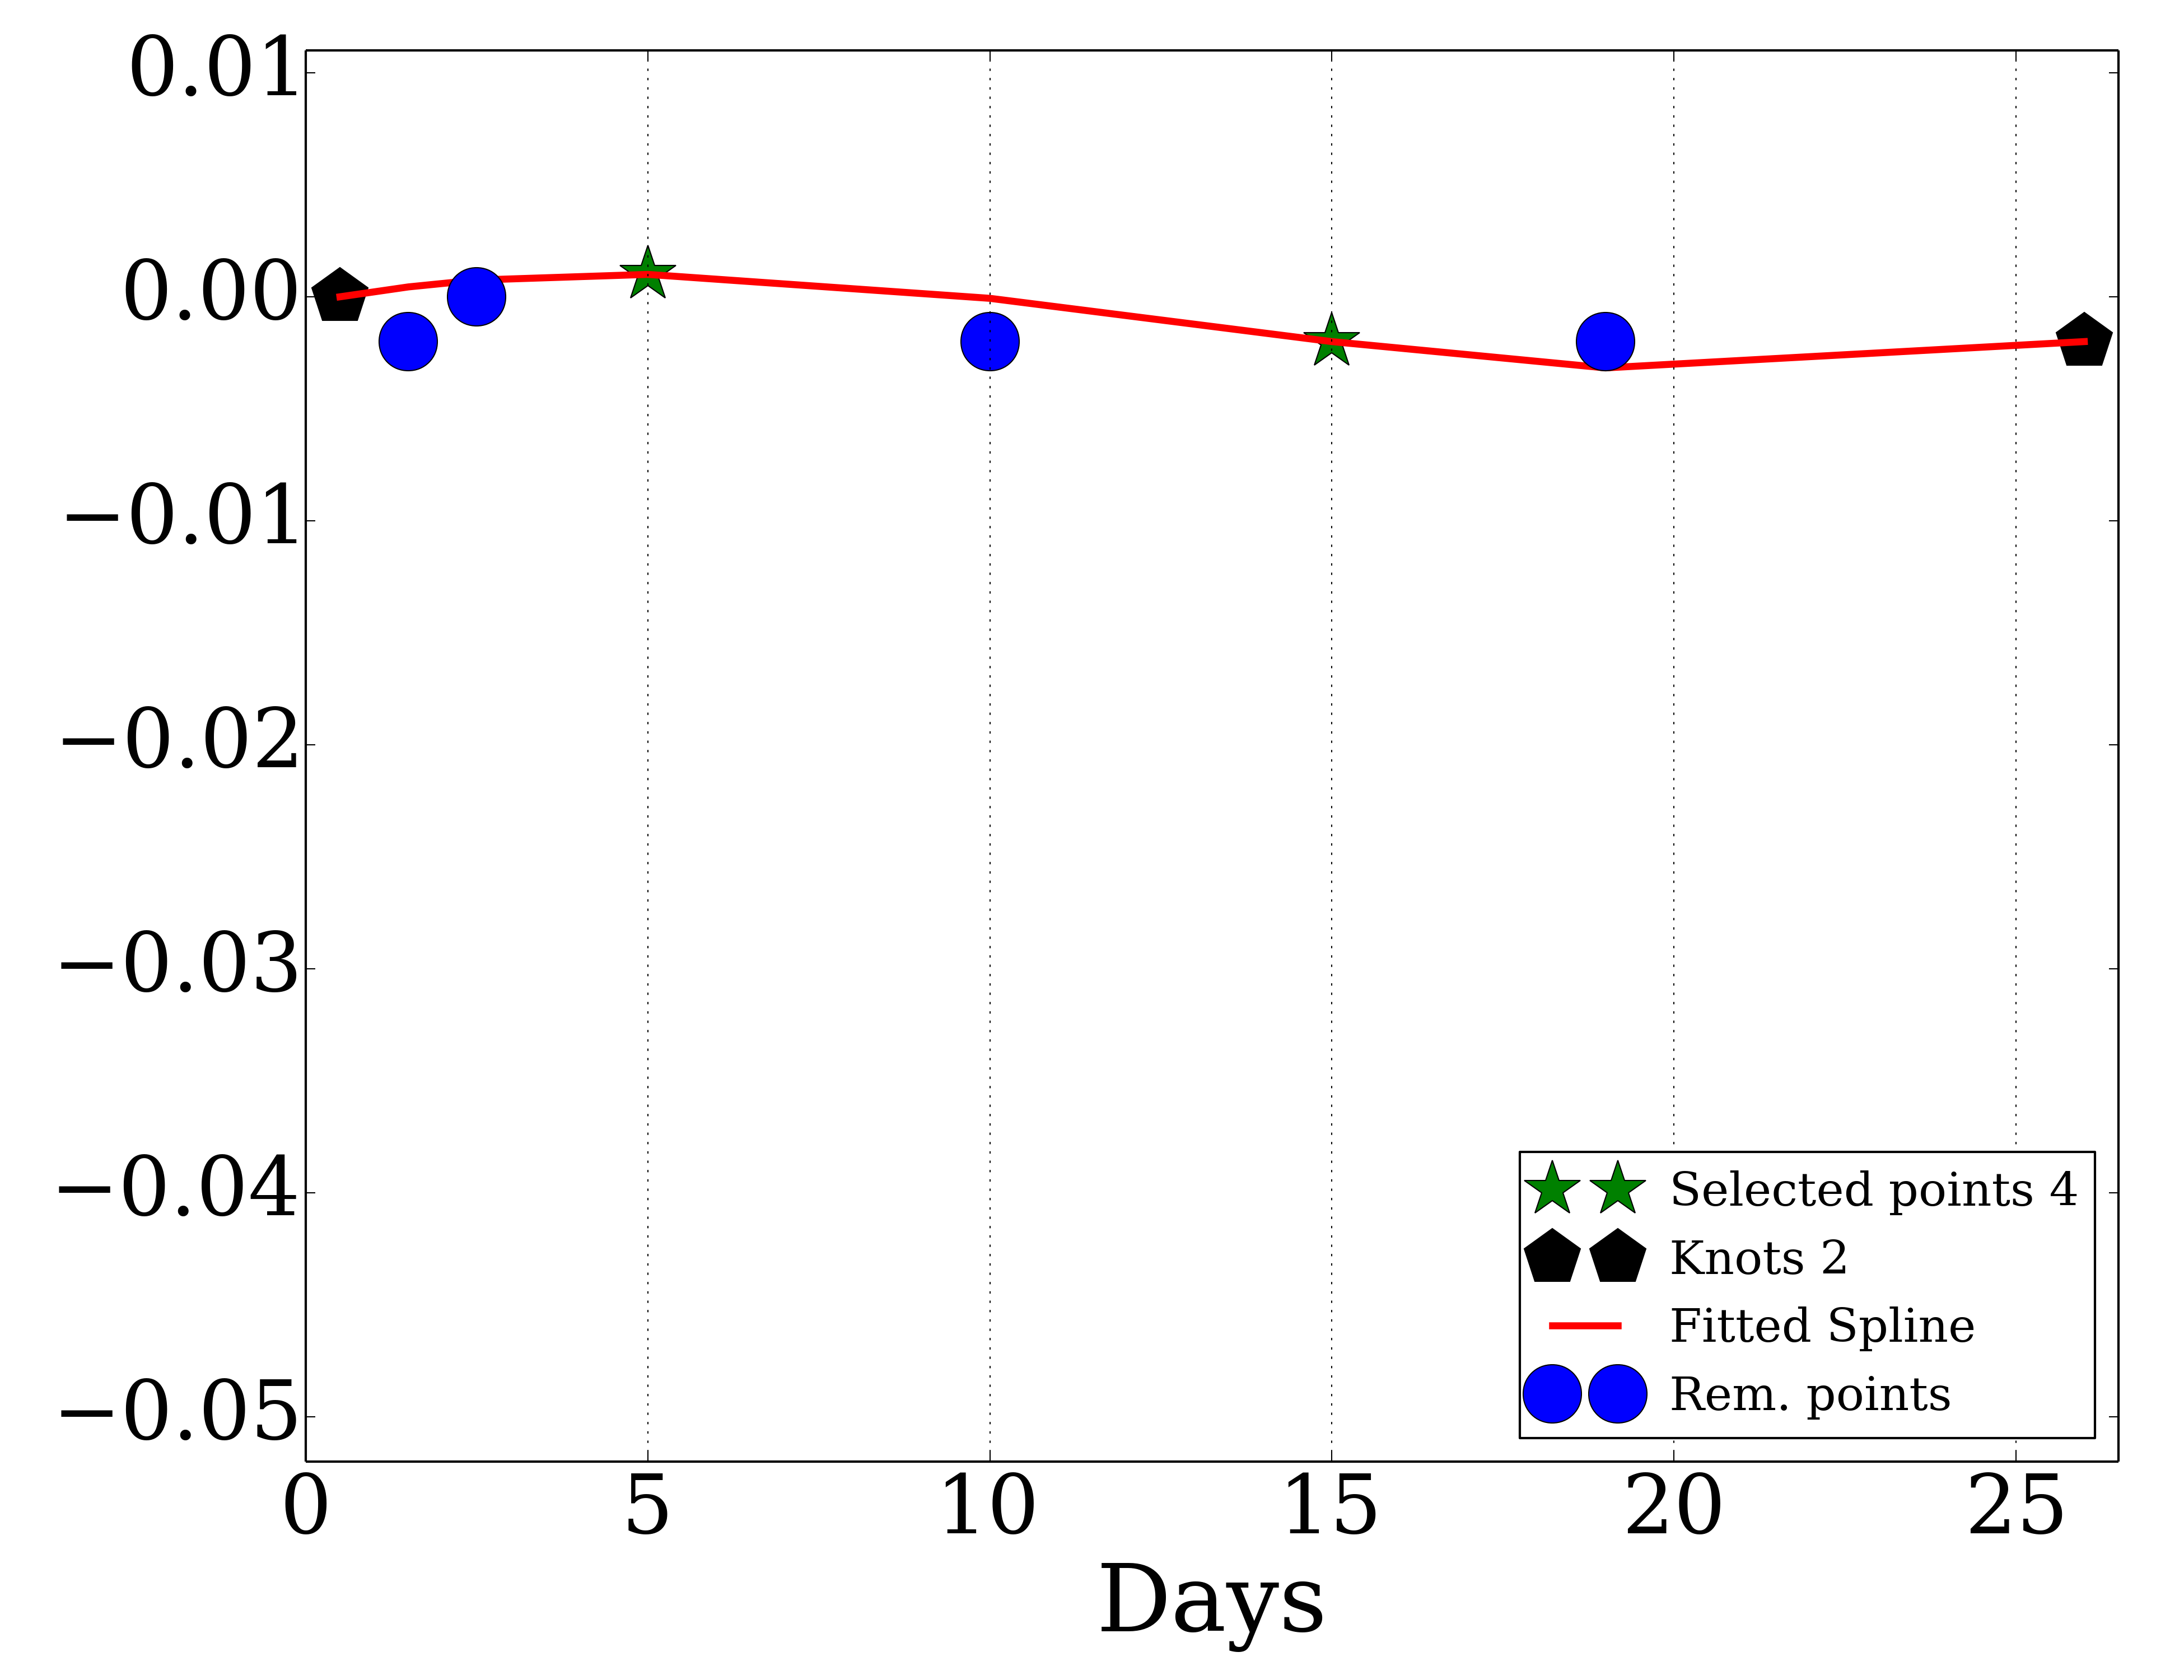 0.01
0.00
−0.01
−0.02
−0.03
−0.04
−0.05
Selected points 4
Knots 2
Fitted Spline
Rem. points
0 5 10 15 20 25
Days